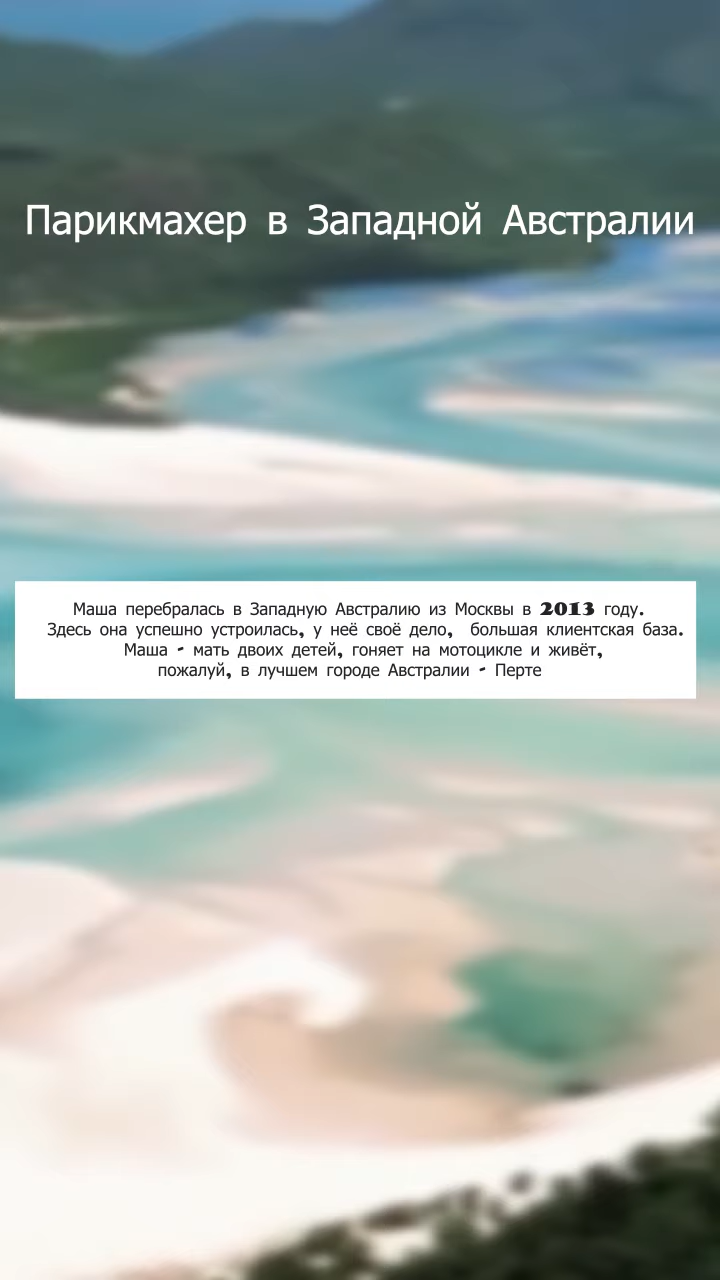 Парикмахер в Западной Австралии
Маша перебралась в Западную Австралию из Москвы в 2013 году.
Здесь она успешно устроилась, у неё своё дело, большая клиентская база.
Маша - мать двоих детей, гоняет на мотоцикле и живёт,
пожалуй, в лучшем городе Австралии - Перте